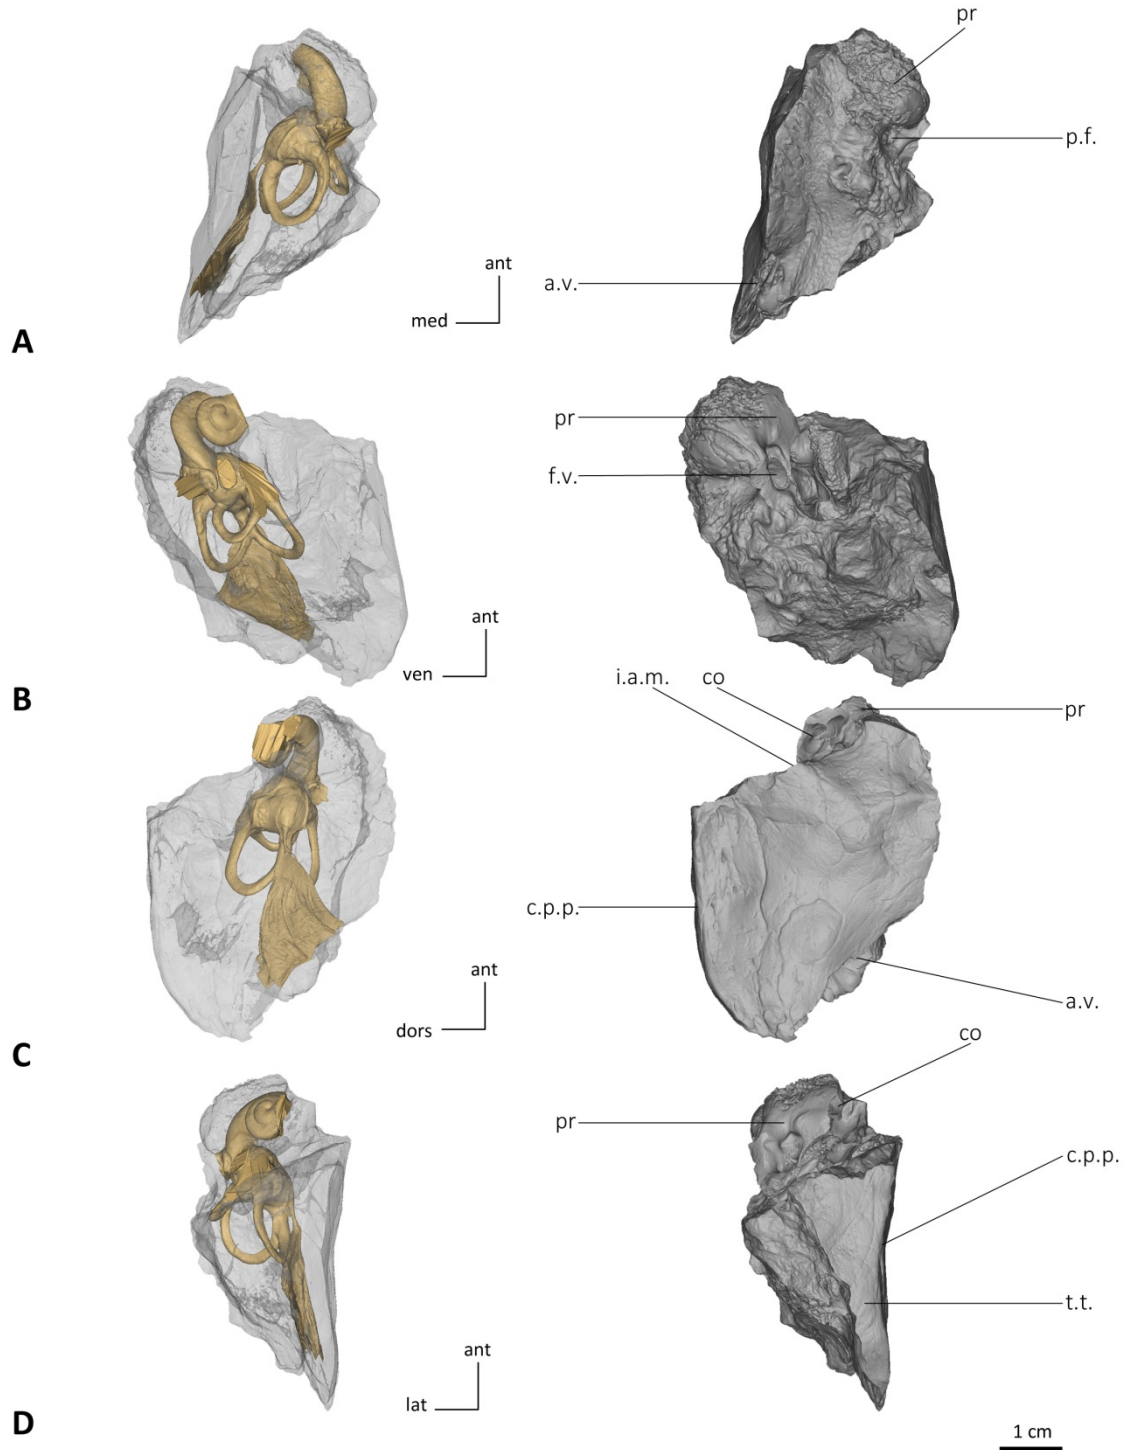 pr
p.f.
ant
a.v.
med
A
pr
f.v.
ant
ven
B
i.a.m.
co
pr
c.p.p.
ant
a.v.
dors
C
co
pr
c.p.p.
t.t.
ant
lat
D
1 cm